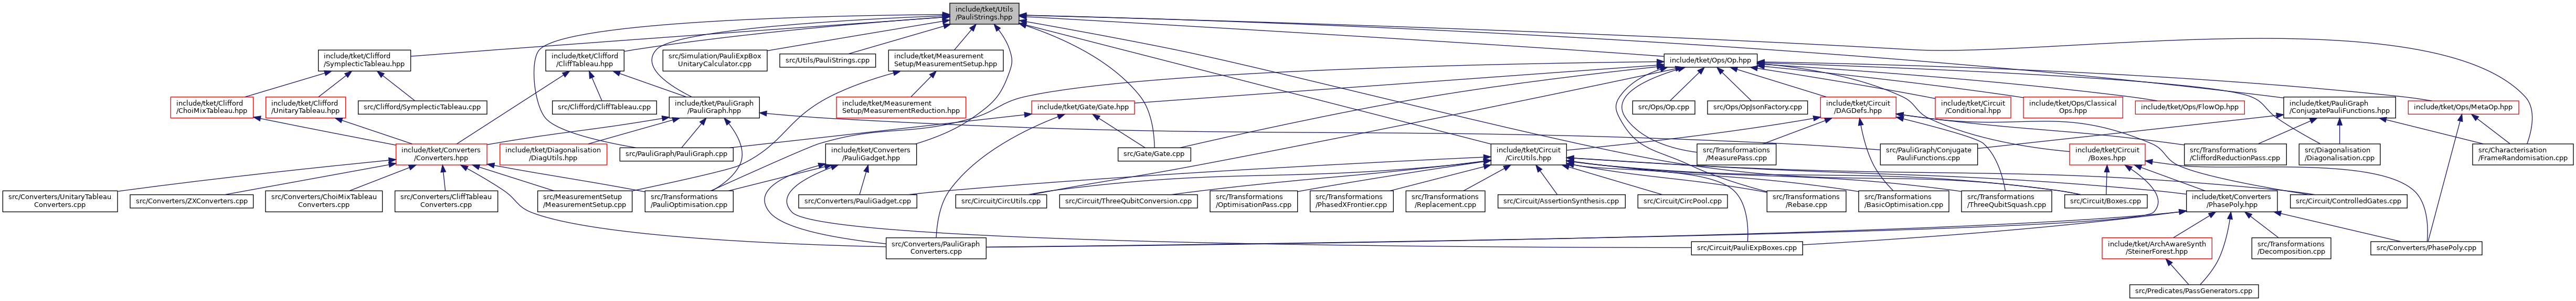 include/tket/Utils
/PauliStrings.hpp
include/tket/Clifford
/SymplecticTableau.hpp
include/tket/Clifford
/CliffTableau.hpp
src/Simulation/PauliExpBox
UnitaryCalculator.cpp
src/Utils/PauliStrings.cpp
include/tket/Measurement
Setup/MeasurementSetup.hpp
include/tket/Ops/Op.hpp
include/tket/Clifford
/ChoiMixTableau.hpp
include/tket/Clifford
/UnitaryTableau.hpp
src/Clifford/SymplecticTableau.cpp
src/Clifford/CliffTableau.cpp
include/tket/PauliGraph
/PauliGraph.hpp
include/tket/Measurement
Setup/MeasurementReduction.hpp
include/tket/Gate/Gate.hpp
src/Ops/Op.cpp
src/Ops/OpJsonFactory.cpp
include/tket/Circuit
/DAGDefs.hpp
include/tket/Circuit
/Conditional.hpp
include/tket/Ops/Classical
Ops.hpp
include/tket/Ops/FlowOp.hpp
include/tket/PauliGraph
/ConjugatePauliFunctions.hpp
include/tket/Ops/MetaOp.hpp
include/tket/Converters
/Converters.hpp
include/tket/Diagonalisation
/DiagUtils.hpp
src/PauliGraph/PauliGraph.cpp
include/tket/Converters
/PauliGadget.hpp
src/Gate/Gate.cpp
include/tket/Circuit
/CircUtils.hpp
src/Transformations
/MeasurePass.cpp
src/PauliGraph/Conjugate
PauliFunctions.cpp
include/tket/Circuit
/Boxes.hpp
src/Transformations
/CliffordReductionPass.cpp
src/Diagonalisation
/Diagonalisation.cpp
src/Characterisation
/FrameRandomisation.cpp
src/Converters/UnitaryTableau
Converters.cpp
src/Converters/ZXConverters.cpp
src/Converters/ChoiMixTableau
Converters.cpp
src/Converters/CliffTableau
Converters.cpp
src/MeasurementSetup
/MeasurementSetup.cpp
src/Transformations
/PauliOptimisation.cpp
src/Converters/PauliGadget.cpp
src/Circuit/CircUtils.cpp
src/Circuit/ThreeQubitConversion.cpp
src/Transformations
/OptimisationPass.cpp
src/Transformations
/PhasedXFrontier.cpp
src/Transformations
/Replacement.cpp
src/Circuit/AssertionSynthesis.cpp
src/Circuit/CircPool.cpp
src/Transformations
/Rebase.cpp
src/Transformations
/BasicOptimisation.cpp
src/Transformations
/ThreeQubitSquash.cpp
src/Circuit/Boxes.cpp
include/tket/Converters
/PhasePoly.hpp
src/Circuit/ControlledGates.cpp
src/Converters/PauliGraph
Converters.cpp
src/Circuit/PauliExpBoxes.cpp
include/tket/ArchAwareSynth
/SteinerForest.hpp
src/Transformations
/Decomposition.cpp
src/Converters/PhasePoly.cpp
src/Predicates/PassGenerators.cpp